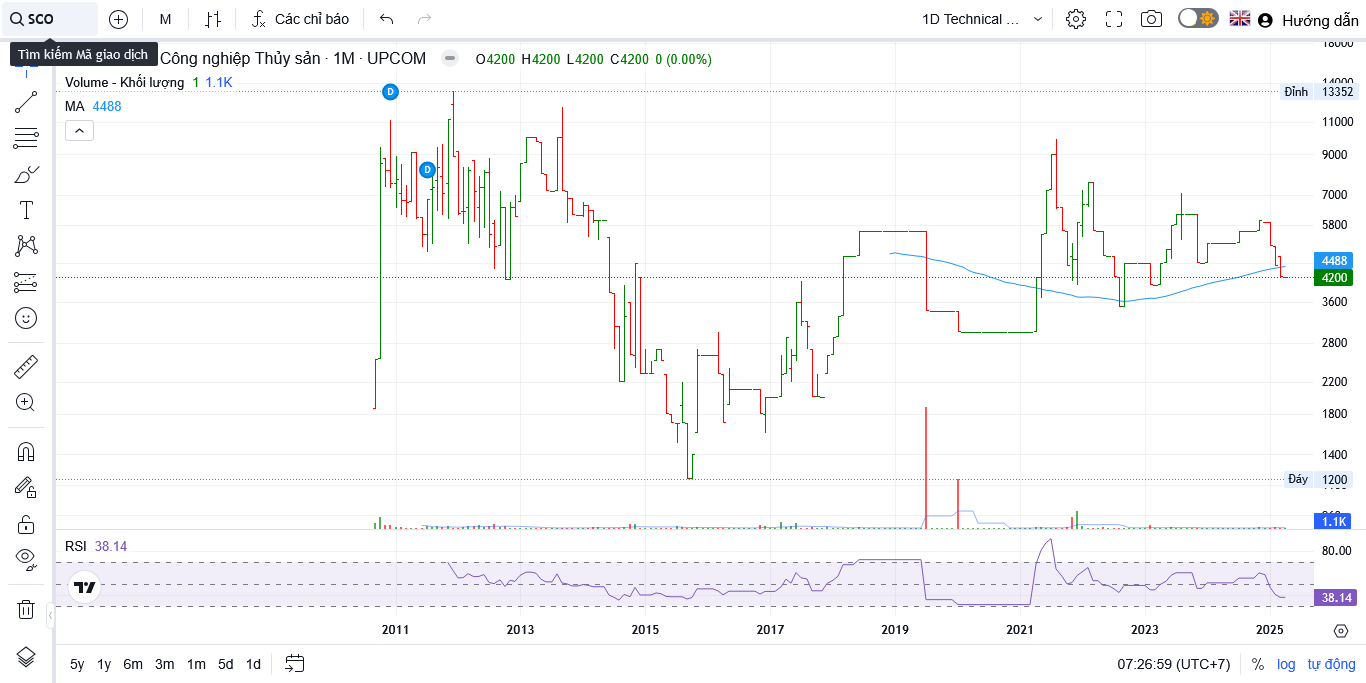 SCO M Các chỉ báo 1D Technical ... Hướng dẫn
Tìm kiếm Mã giao dịch
Công nghiệp Thủy sản · 1M · UPCOM O4200 H4200 L4200 C4200 0 (0.00%)
Volume - Khối lượng 1 1.1K
MA 4488
D
D
18000
14000
Đỉnh 13352
11000
9000
7000
5800
4488
4200
3600
2800
2200
1800
1400
Đáy 1200
1.1K
RSI 38.14
80.00
38.14
2011 2013 2015 2017 2019 2021 2023 2025
5y 1y 6m 3m 1m 5d 1d 07:26:59 (UTC+7) % log tự động